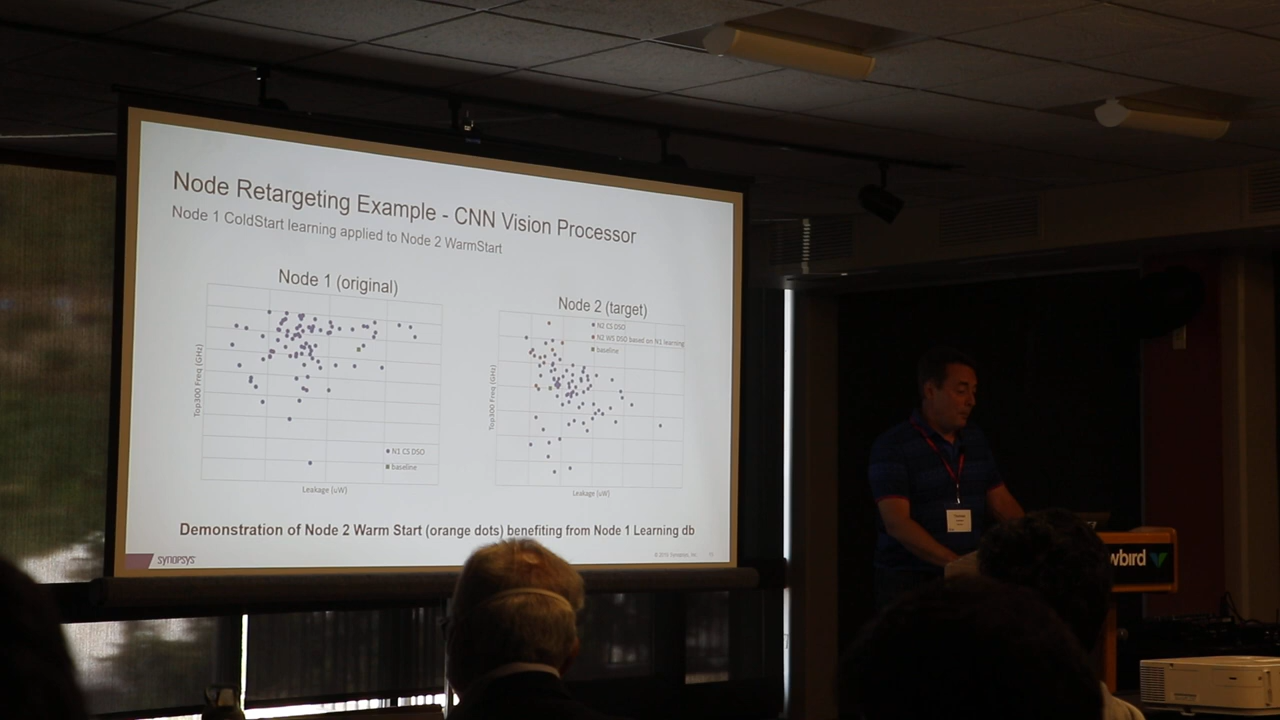 Node Retargeting Example - CNN Vision Processor
Node 1 ColdStart learning applied to Node 2 WarmStart
Node 1 (original)
Top300 Freq (GHz)
N1 CS DSO
baseline
Leakage (uW)
Node 2 (target)
Top300 Freq (GHz)
N2 CS DSO
N2 WS DSO based on N1 learning
baseline
Leakage (uW)
Demonstration of Node 2 Warm Start (orange dots) benefiting from Node 1 Learning db
SYNOPSYS
wbird